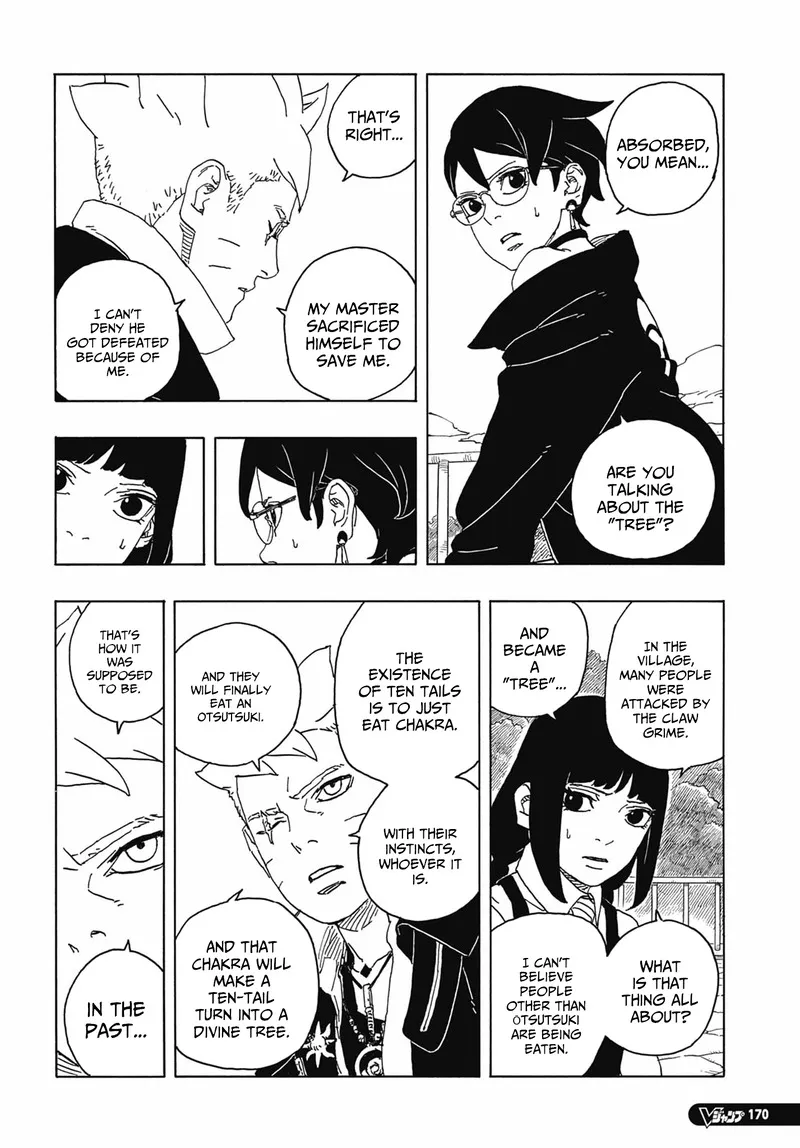 ABSORBED,
YOU MEAN...
ARE YOU
TALKING
ABOUT THE
"TREE"?
THAT'S
RIGHT...
MY MASTER
SACRIFICED
HIMSELF TO
SAVE ME.
I CAN'T
DENY HE
GOT DEFEATED
BECAUSE OF
ME.
IN THE
VILLAGE,
MANY PEOPLE
WERE
ATTACKED BY
THE CLAW
GRIME.
AND
BECAME
A
"TREE"...
WHAT
IS THAT
THING ALL
ABOUT?
I CAN'T
BELIEVE
PEOPLE
OTHER THAN
OTSUTSUKI
ARE BEING
EATEN.
THE
EXISTENCE
OF TEN TAILS
IS TO JUST
EAT CHAKRA.
WITH THEIR
INSTINCTS,
WHOEVER IT
IS.
AND THEY
WILL FINALLY
EAT AN
OTSUTSUKI.
AND THAT
CHAKRA WILL
MAKE A
TEN-TAIL
TURN INTO A
DIVINE TREE.
THAT'S
HOW IT
WAS
SUPPOSED
TO BE.
IN THE
PAST...
Vジャンプ 170